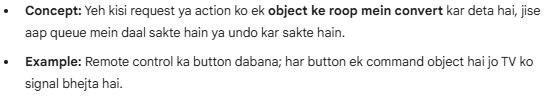 • Concept: Yeh kisi request ya action ko ek object ke roop mein convert kar deta hai, jise
aap queue mein daal sakte hain ya undo kar sakte hain.
• Example: Remote control ka button dabana; har button ek command object hai jo TV ko
signal bhejta hai.